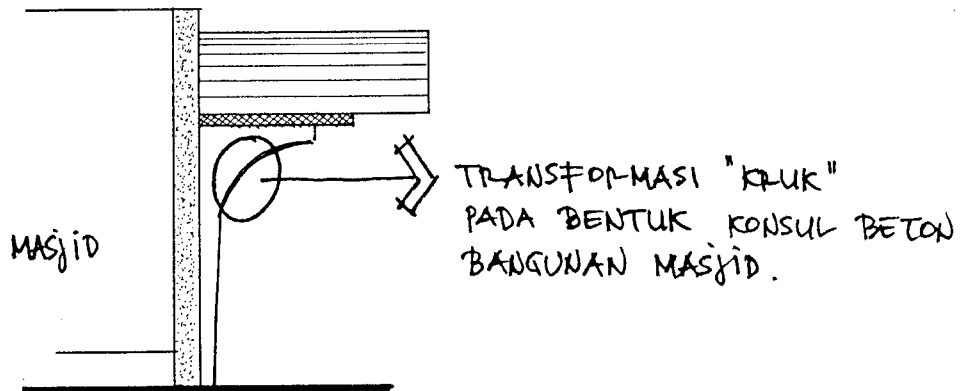 MASJID
TRANSFORMASI "KRUK"
PADA BENTUK KONSUL BETON
BANGUNAN MASJID.